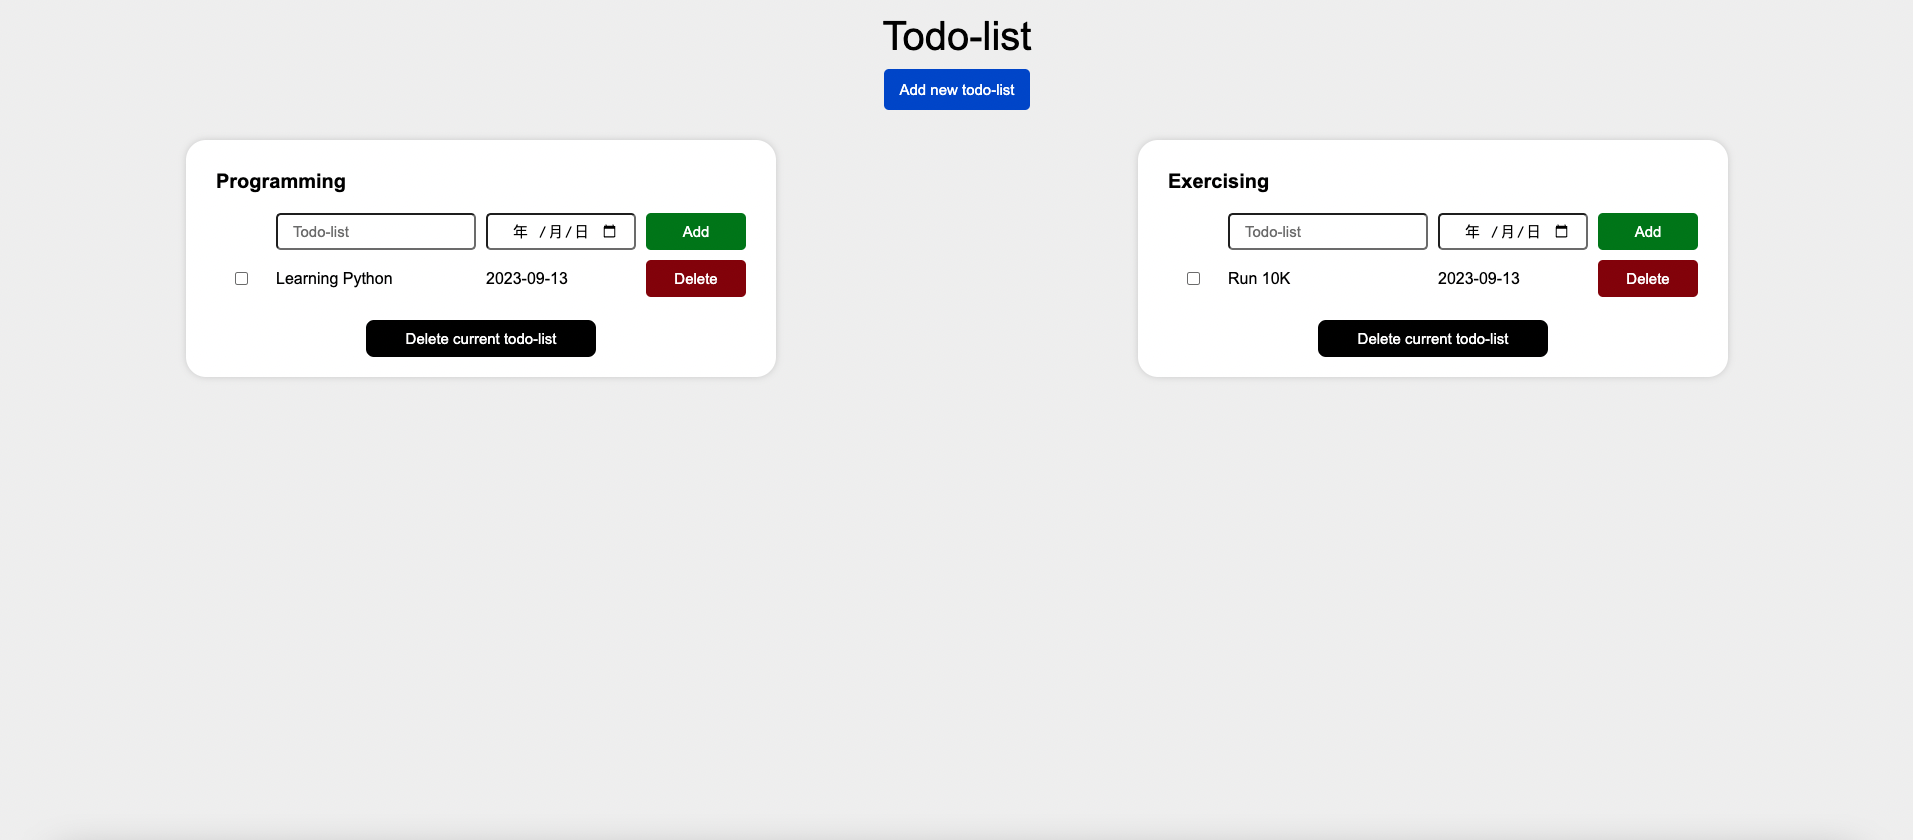 Todo-list
Add new todo-list
Programming
Todo-list 年 /月/日 Add
Learning Python 2023-09-13 Delete
Delete current todo-list
Exercising
Todo-list 年 /月/日 Add
Run 10K 2023-09-13 Delete
Delete current todo-list